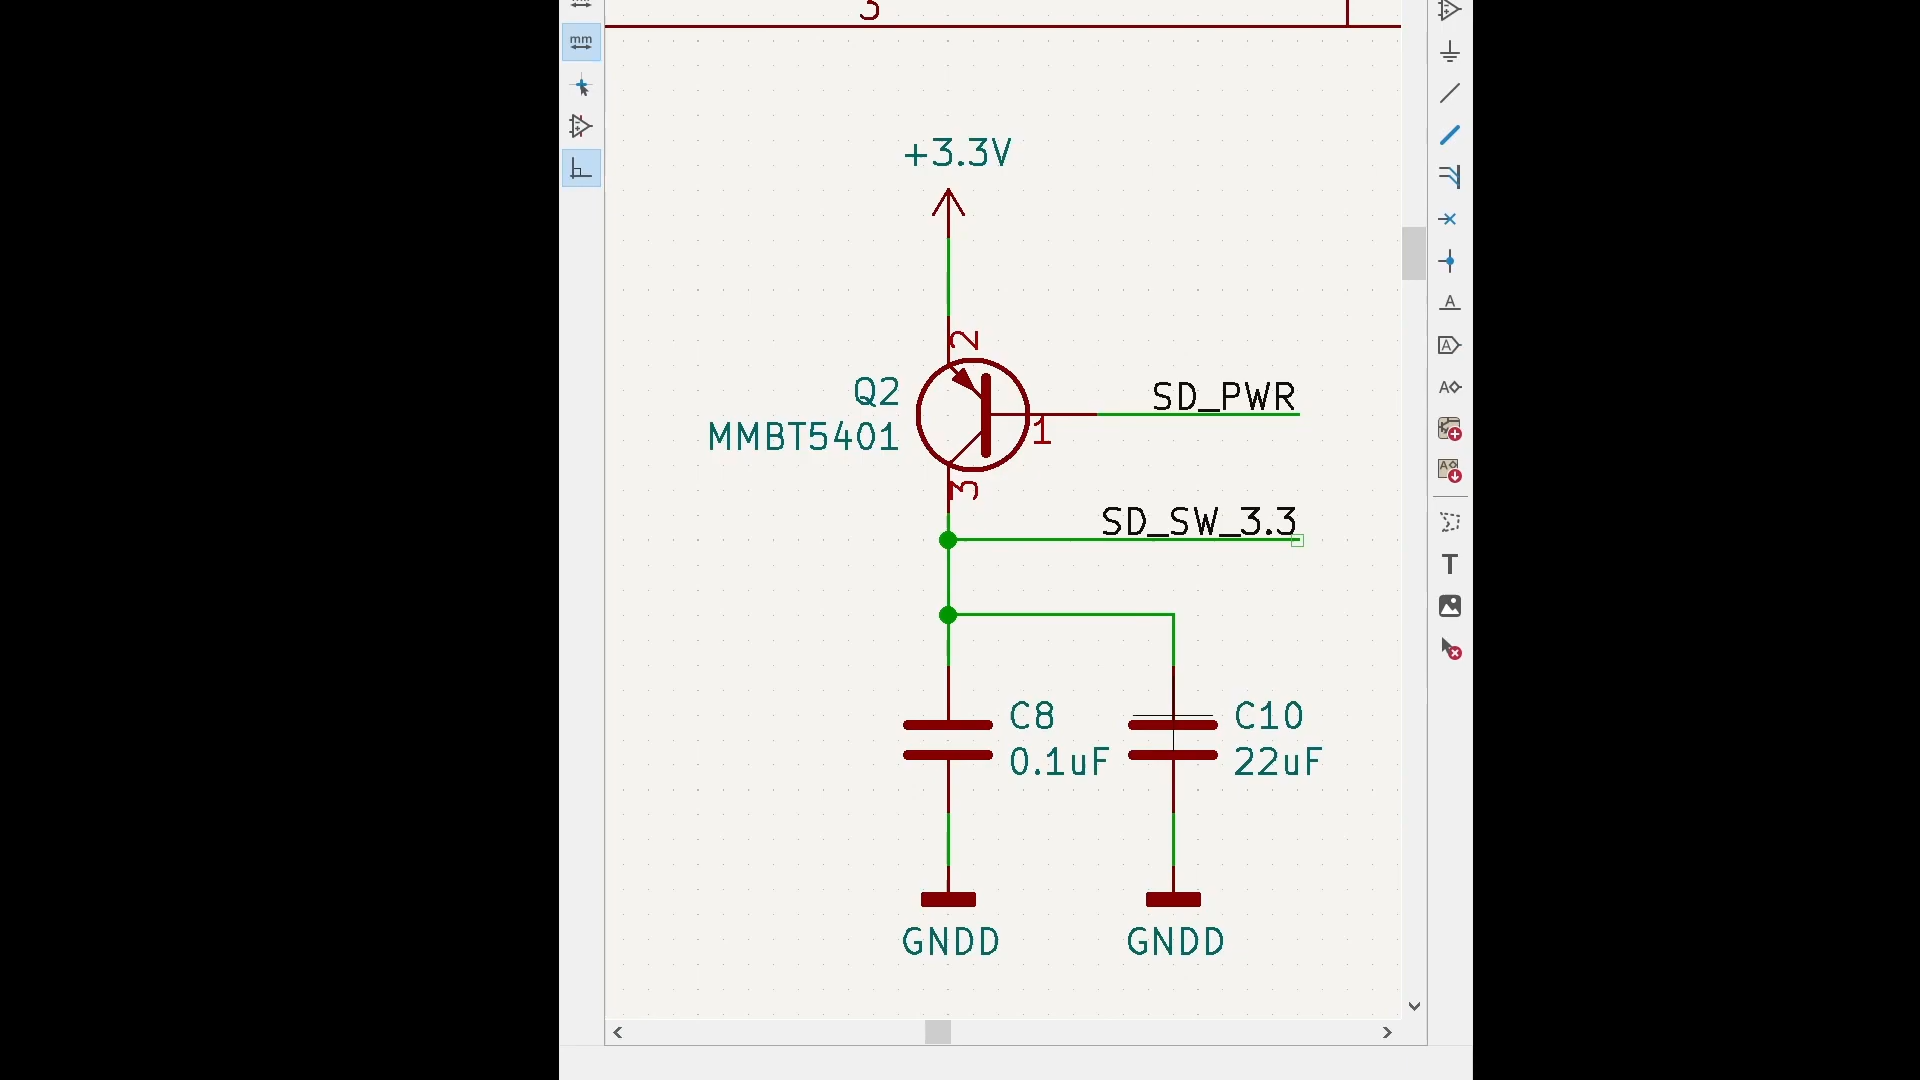 3
mm
+3.3V
2
Q2
MMBT5401
SD_PWR
1
3
SD_SW_3.3
C8
0.1uF
C10
22uF
GNDD
GNDD
A
A
A
A
T